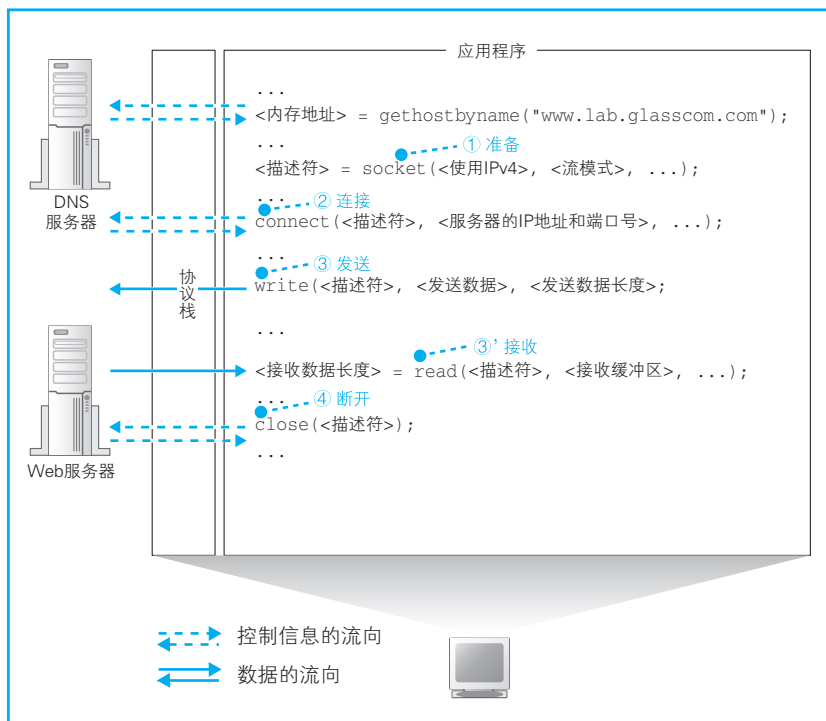 应用程序
...
<内存地址> = gethostbyname("www.lab.glasscom.com");
...
① 准备
<描述符> = socket(<使用IPv4>, <流模式>, ...);
DNS
服务器
...
② 连接
connect(<描述符>, <服务器的IP地址和端口号>, ...);
...
③ 发送
协议栈
write(<描述符>, <发送数据>, <发送数据长度>;
...
③’接收
<接收数据长度> = read(<描述符>, <接收缓冲区>, ...);
...
④ 断开
close(<描述符>);
...
Web服务器
控制信息的流向
数据的流向